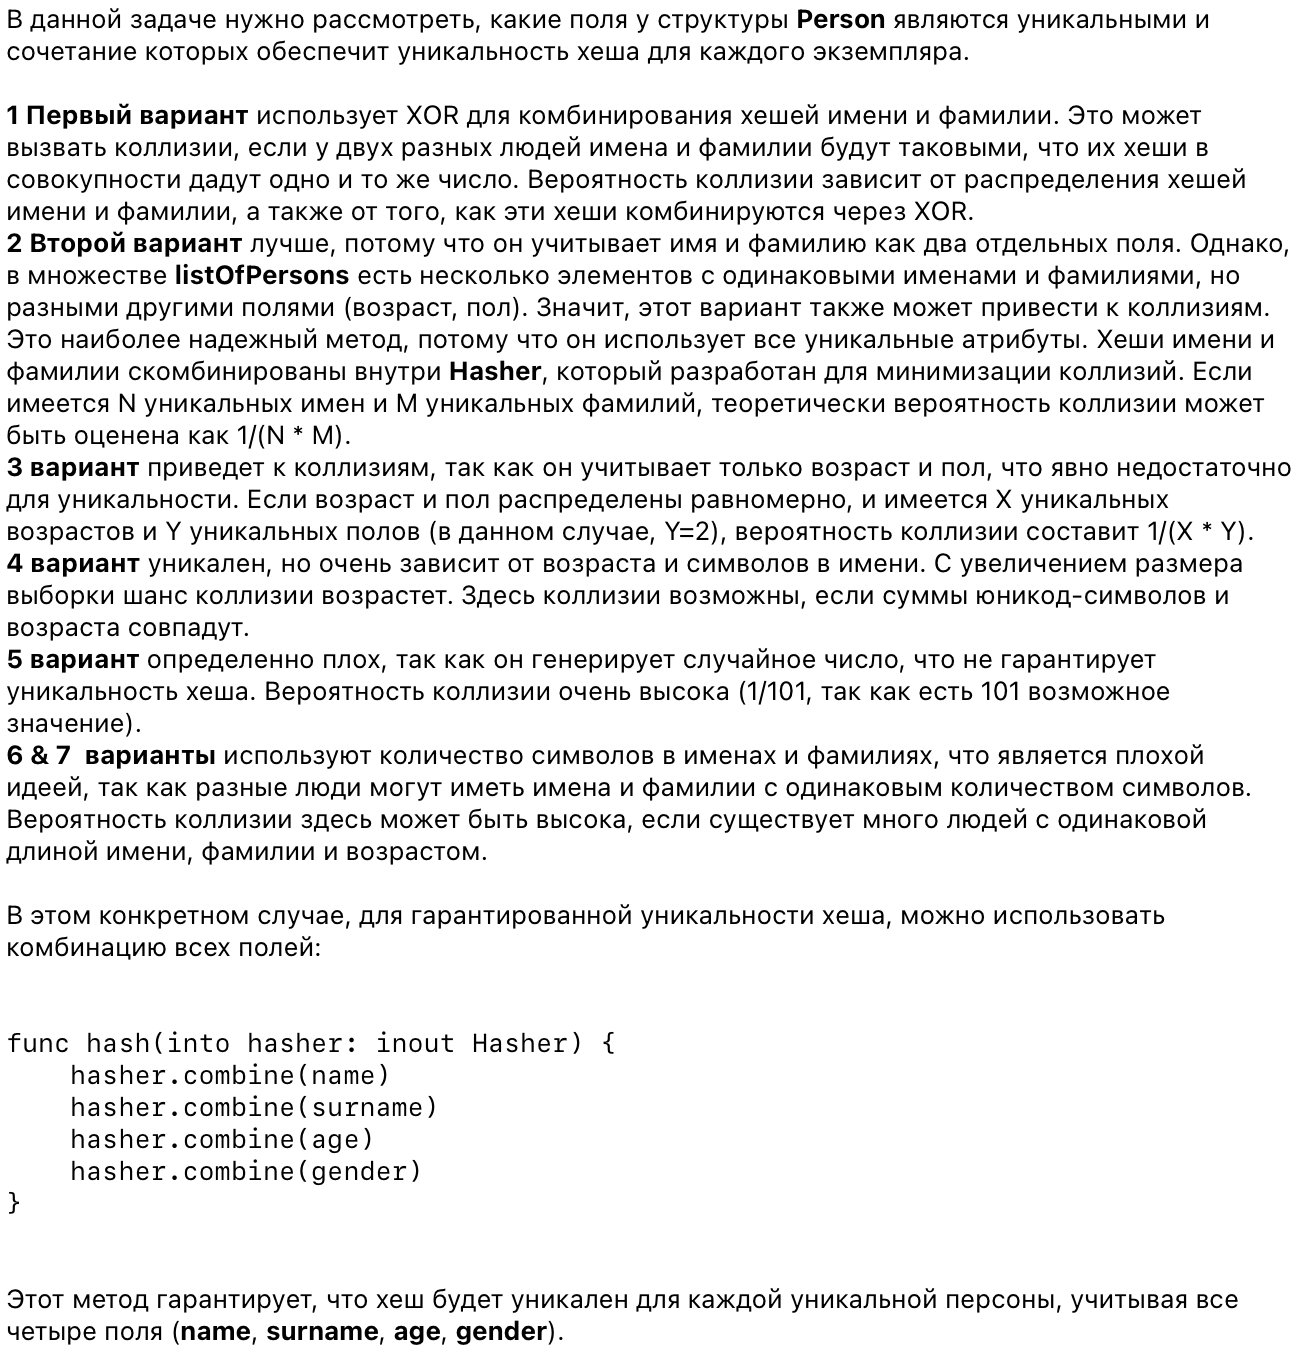 В данной задаче нужно рассмотреть, какие поля у структуры Person являются уникальными и
сочетание которых обеспечит уникальность хеша для каждого экземпляра.
1 Первый вариант использует XOR для комбинирования хешей имени и фамилии. Это может
вызвать коллизии, если у двух разных людей имена и фамилии будут таковыми, что их хеши в
совокупности дадут одно и то же число. Вероятность коллизии зависит от распределения хешей
имени и фамилии, а также от того, как эти хеши комбинируются через XOR.
2 Второй вариант лучше, потому что он учитывает имя и фамилию как два отдельных поля. Однако,
в множестве listOfPersons есть несколько элементов с одинаковыми именами и фамилиями, но
разными другими полями (возраст, пол). Значит, этот вариант также может привести к коллизиям.
Это наиболее надежный метод, потому что он использует все уникальные атрибуты. Хеши имени и
фамилии скомбинированы внутри Hasher, который разработан для минимизации коллизий. Если
имеется N уникальных имен и M уникальных фамилий, теоретически вероятность коллизии может
быть оценена как 1/(N * M).
3 вариант приведет к коллизиям, так как он учитывает только возраст и пол, что явно недостаточно
для уникальности. Если возраст и пол распределены равномерно, и имеется X уникальных
возрастов и Y уникальных полов (в данном случае, Y=2), вероятность коллизии составит 1/(X * Y).
4 вариант уникален, но очень зависит от возраста и символов в имени. С увеличением размера
выборки шанс коллизии возрастет. Здесь коллизии возможны, если суммы юникод-символов и
возраста совпадут.
5 вариант определенно плох, так как он генерирует случайное число, что не гарантирует
уникальность хеша. Вероятность коллизии очень высока (1/101, так как есть 101 возможное
значение).
6 & 7  варианты используют количество символов в именах и фамилиях, что является плохой
идеей, так как разные люди могут иметь имена и фамилии с одинаковым количеством символов.
Вероятность коллизии здесь может быть высока, если существует много людей с одинаковой
длиной имени, фамилии и возрастом.
В этом конкретном случае, для гарантированной уникальности хеша, можно использовать
комбинацию всех полей:
func hash(into hasher: inout Hasher) {
    hasher.combine(name)
    hasher.combine(surname)
    hasher.combine(age)
    hasher.combine(gender)
}
Этот метод гарантирует, что хеш будет уникален для каждой уникальной персоны, учитывая все
четыре поля (name, surname, age, gender).